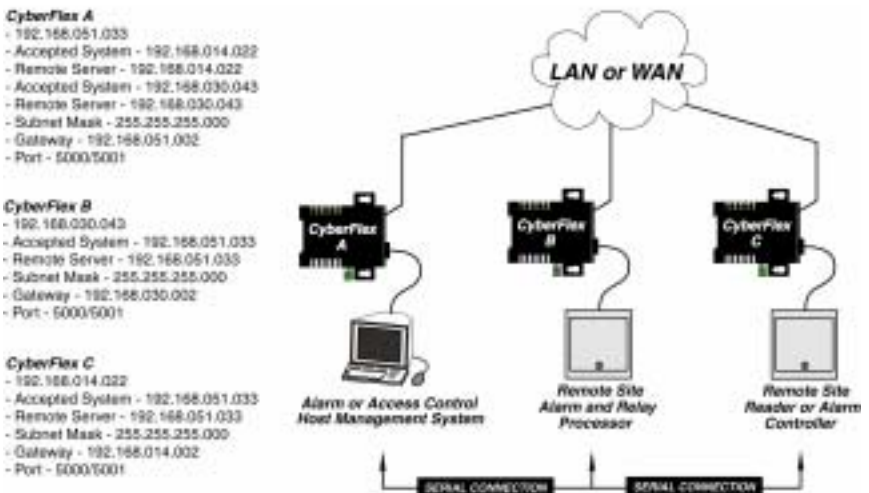 CyberFlex A
- 192.168.051.033
- Accepted System - 192.168.014.022
- Remote Server - 192.168.014.022
- Accepted System - 192.168.030.043
- Remote Server - 192.168.030.043
- Subnet Mask - 255.255.255.000
- Gateway - 192.168.051.002
- Port - 5000/5001
CyberFlex B
- 192.168.030.043
- Accepted System - 192.168.051.033
- Remote Server - 192.168.051.033
- Subnet Mask - 255.255.255.000
- Gateway - 192.168.030.002
- Port - 5000/5001
CyberFlex C
- 192.168.014.022
- Accepted System - 192.168.051.033
- Remote Server - 192.168.051.033
- Subnet Mask - 255.255.255.000
- Gateway - 192.168.014.002
- Port - 5000/5001
LAN or WAN
CyberFlex
A
CyberFlex
B
CyberFlex
C
Alarm or Access Control
Host Management System
Remote Site
Alarm and Relay
Processor
Remote Site
Reader or Alarm
Controller
SERIAL CONNECTION
SERIAL CONNECTION